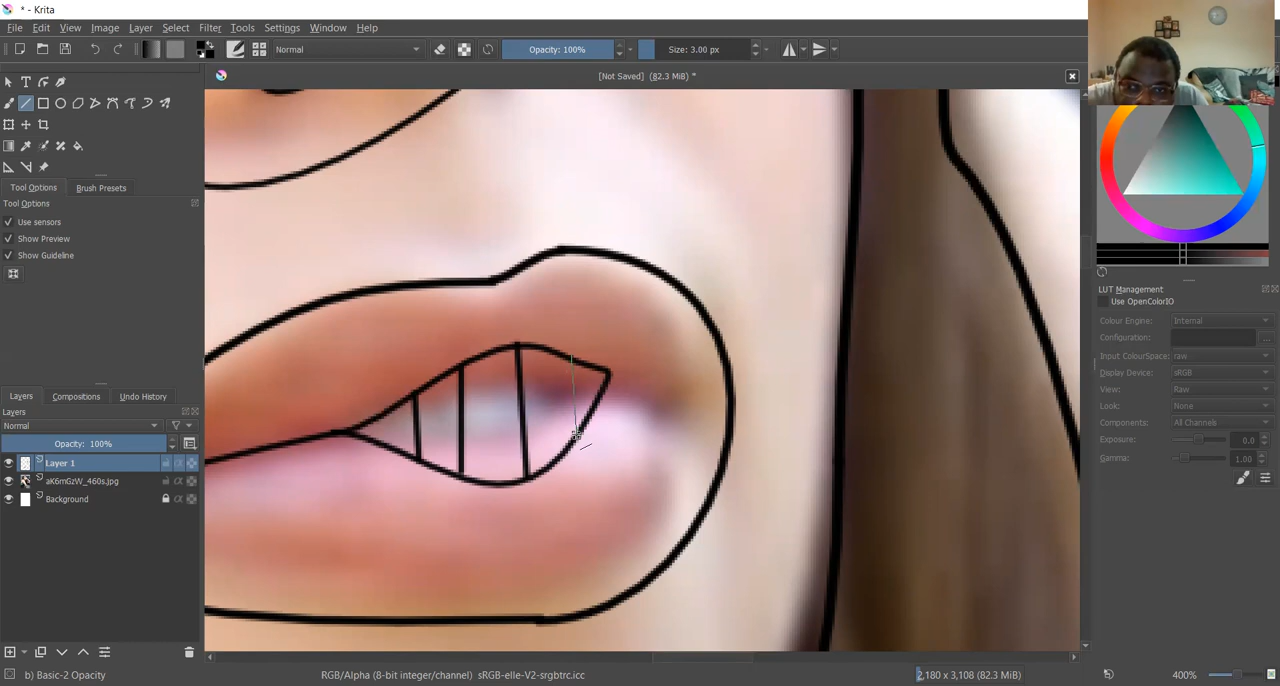 * - Krita
File Edit View Image Layer Select Filter Tools Settings Window Help
Normal Opacity: 100% Size: 3.00 px
[Not Saved] (82.3 MiB) *
Tool Options Brush Presets
Tool Options
Use sensors
Show Preview
Show Guideline
LUT Management
Use OpenColorIO
Colour Engine: Internal
Configuration: ...
Input ColourSpace: raw
Display Device: sRGB
View: Raw
Look: None
Components: All Channels
Exposure: 0.0
Gamma: 1.00
Layers Compositions Undo History
Layers
Normal
Opacity: 100%
Layer 1
aK6mGzW_460s.jpg
Background
b) Basic-2 Opacity RGB/Alpha (8-bit integer/channel) sRGB-elle-V2-srgbtrc.icc 2,180 x 3,108 (82.3 MiB) 400%